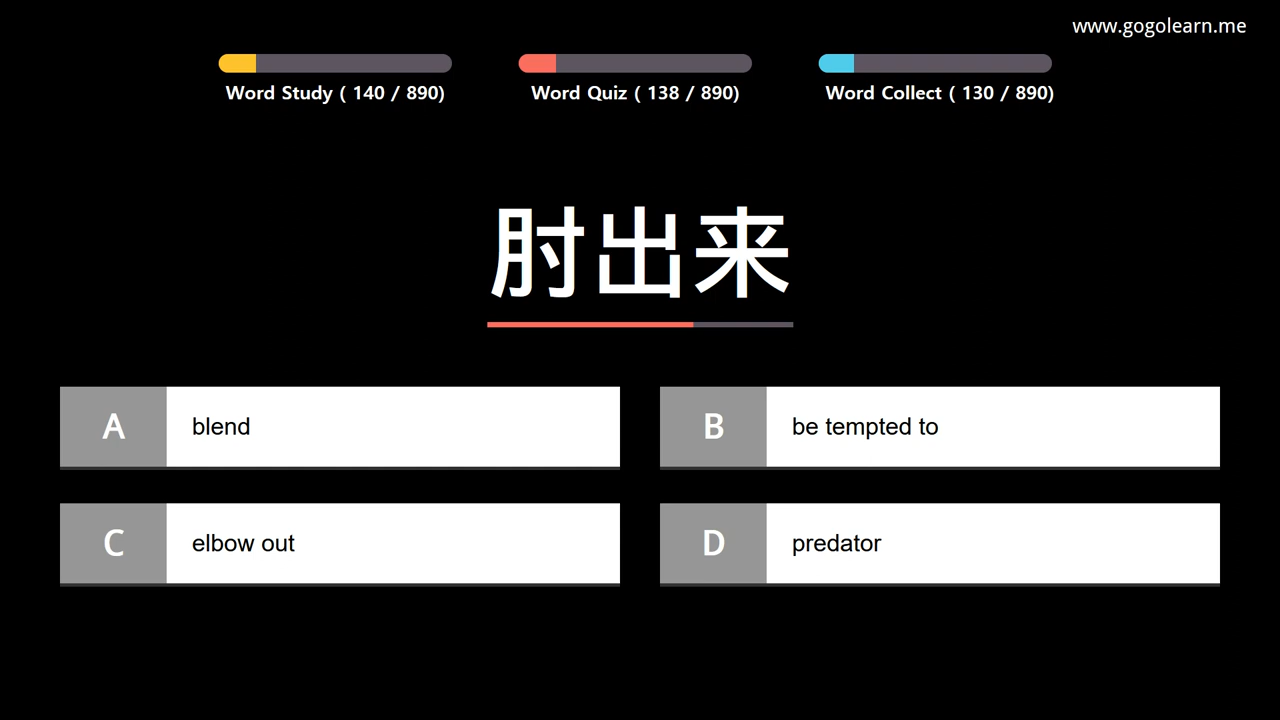 www.gogolearn.me
Word Study ( 140 / 890)
Word Quiz ( 138 / 890)
Word Collect ( 130 / 890)
肘出来
A blend
B be tempted to
C elbow out
D predator